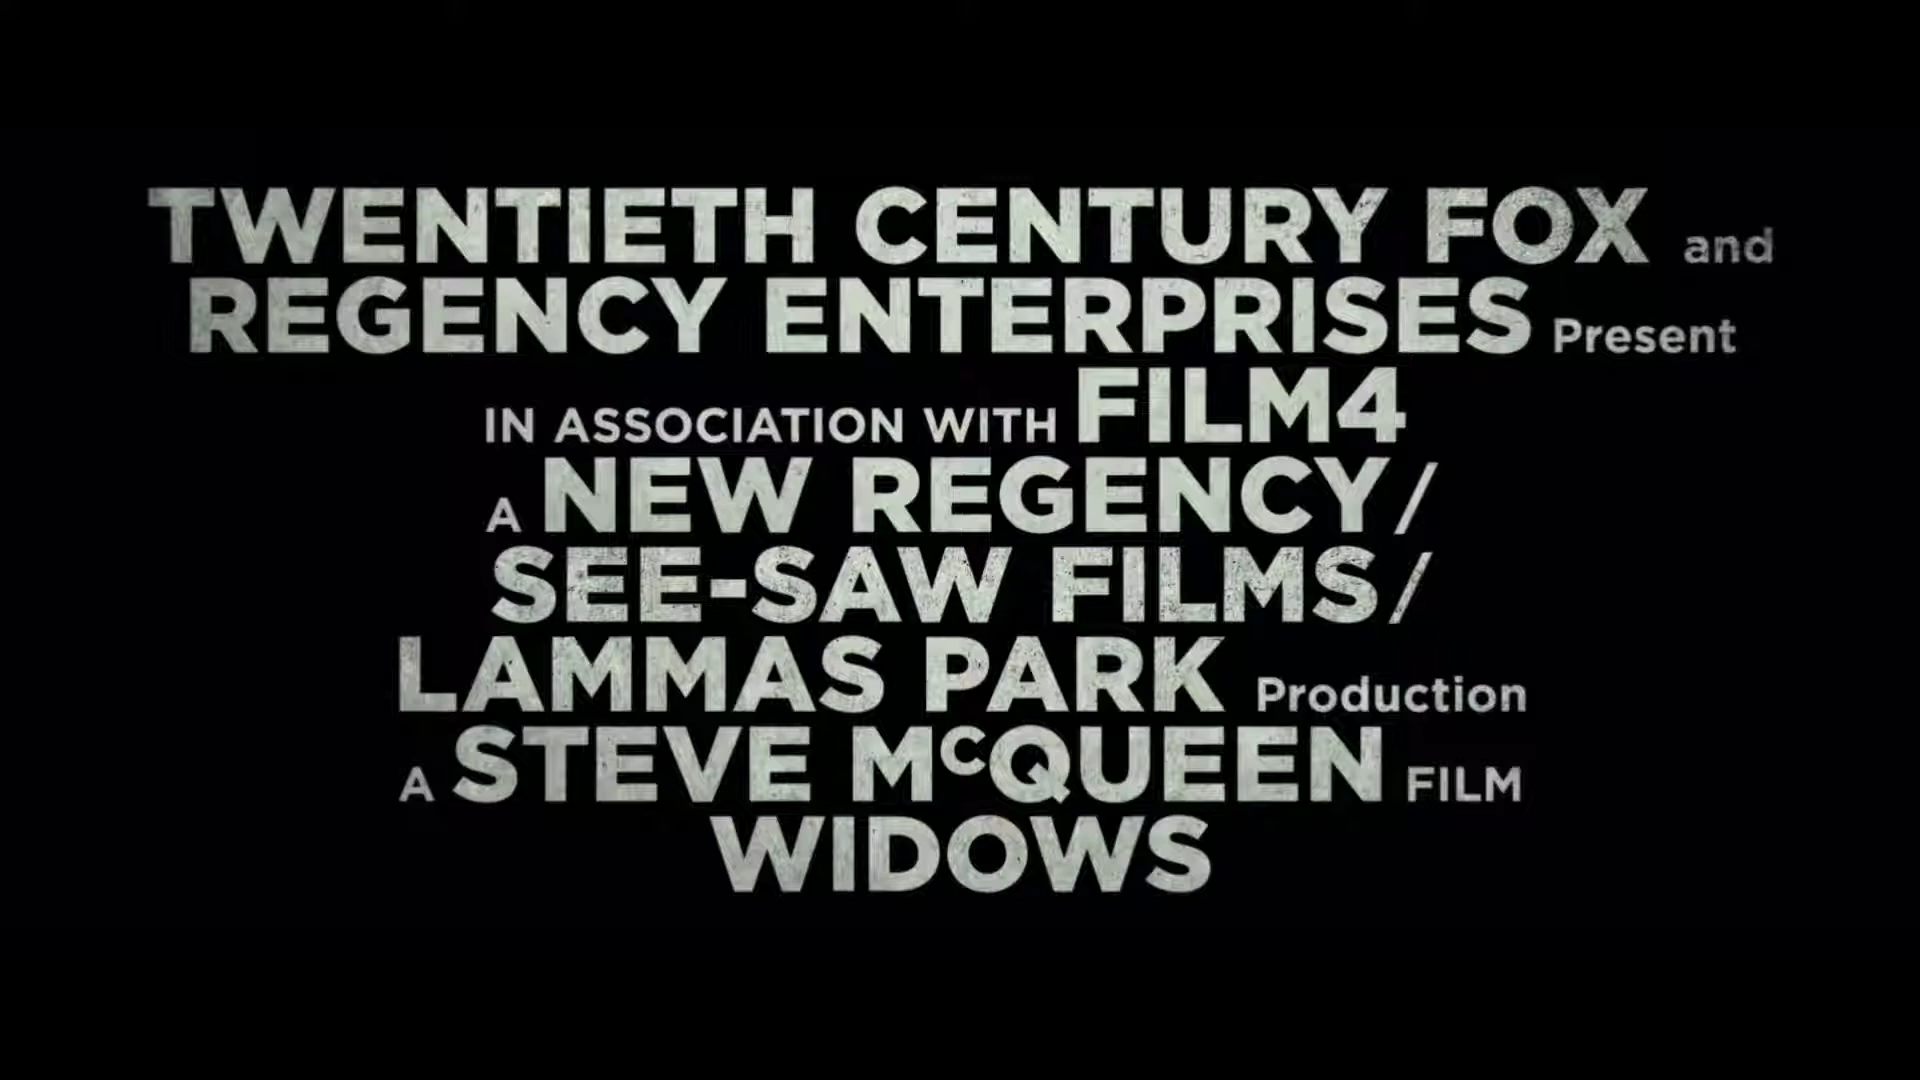 TWENTIETH CENTURY FOX and
REGENCY ENTERPRISES Present
IN ASSOCIATION WITH FILM4
A NEW REGENCY/
SEE-SAW FILMS/
LAMMAS PARK Production
A STEVE McQUEEN FILM
WIDOWS